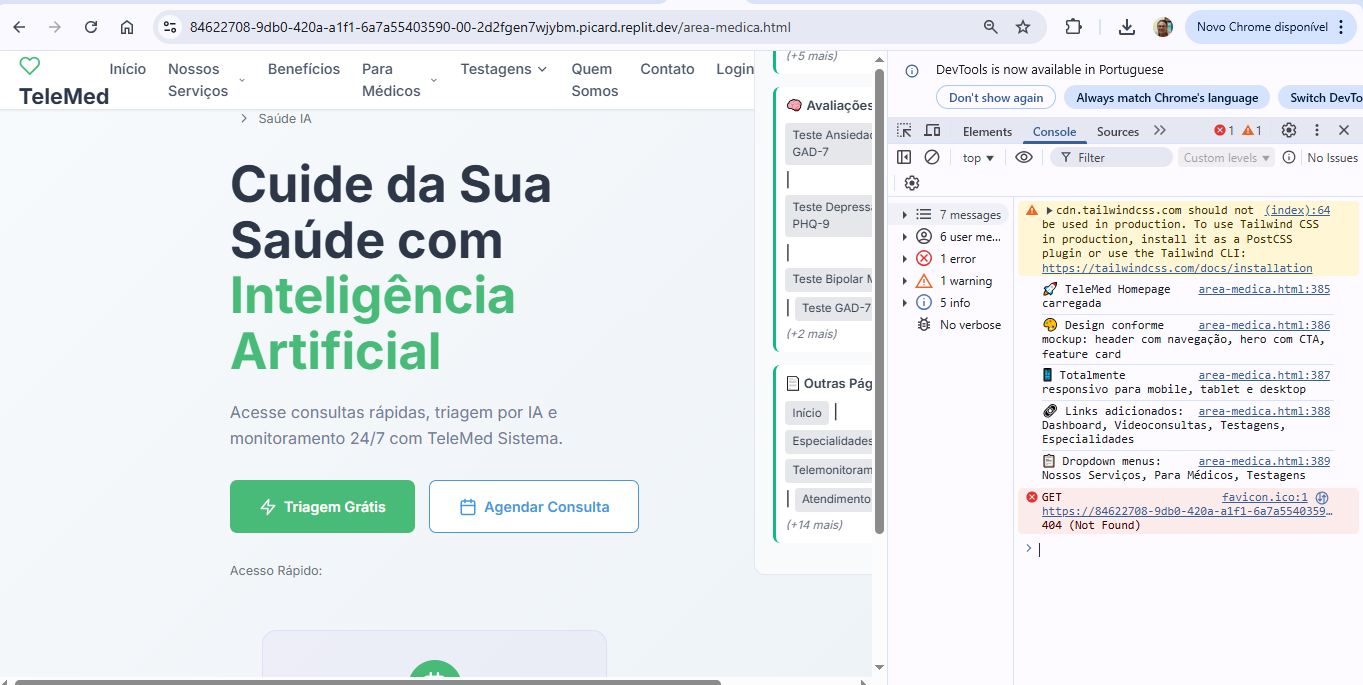 84622708-9db0-420a-a1f1-6a7a55403590-00-2d2fgen7wjybm.picard.replit.dev/area-medica.html
Novo Chrome disponível
TeleMed
Início
Nossos
Serviços
Benefícios
Para
Médicos
Testagens
Quem
Somos
Contato
Login
> Saúde IA
Cuide da Sua
Saúde com
Inteligência
Artificial
Acesse consultas rápidas, triagem por IA e
monitoramento 24/7 com TeleMed Sistema.
Triagem Grátis
Agendar Consulta
Acesso Rápido:
(+5 mais)
🧠 Avaliações
Teste Ansiedad
GAD-7
|
Teste Depress
PHQ-9
|
Teste Bipolar M
| Teste GAD-7
(+2 mais)
📄 Outras Pág
Início |
Especialidades
Telemonitoram
| Atendimento
(+14 mais)
DevTools is now available in Portuguese
Don't show again
Always match Chrome's language
Switch DevTo
Elements
Console
Sources
1
1
top
Filter
Custom levels
No Issues
7 messages
6 user me...
1 error
1 warning
5 info
No verbose
cdn.tailwindcss.com should not (index):64
be used in production. To use Tailwind CSS
in production, install it as a PostCSS
plugin or use the Tailwind CLI:
https://tailwindcss.com/docs/installation
🚀 TeleMed Homepage area-medica.html:385
carregada
🎨 Design conforme area-medica.html:386
mockup: header com navegação, hero com CTA,
feature card
📱 Totalmente area-medica.html:387
responsivo para mobile, tablet e desktop
🔗 Links adicionados: area-medica.html:388
Dashboard, Videoconsultas, Testagens,
Especialidades
📋 Dropdown menus: area-medica.html:389
Nossos Serviços, Para Médicos, Testagens
GET favicon.ico:1
https://84622708-9db0-420a-a1f1-6a7a5540359…
404 (Not Found)
>